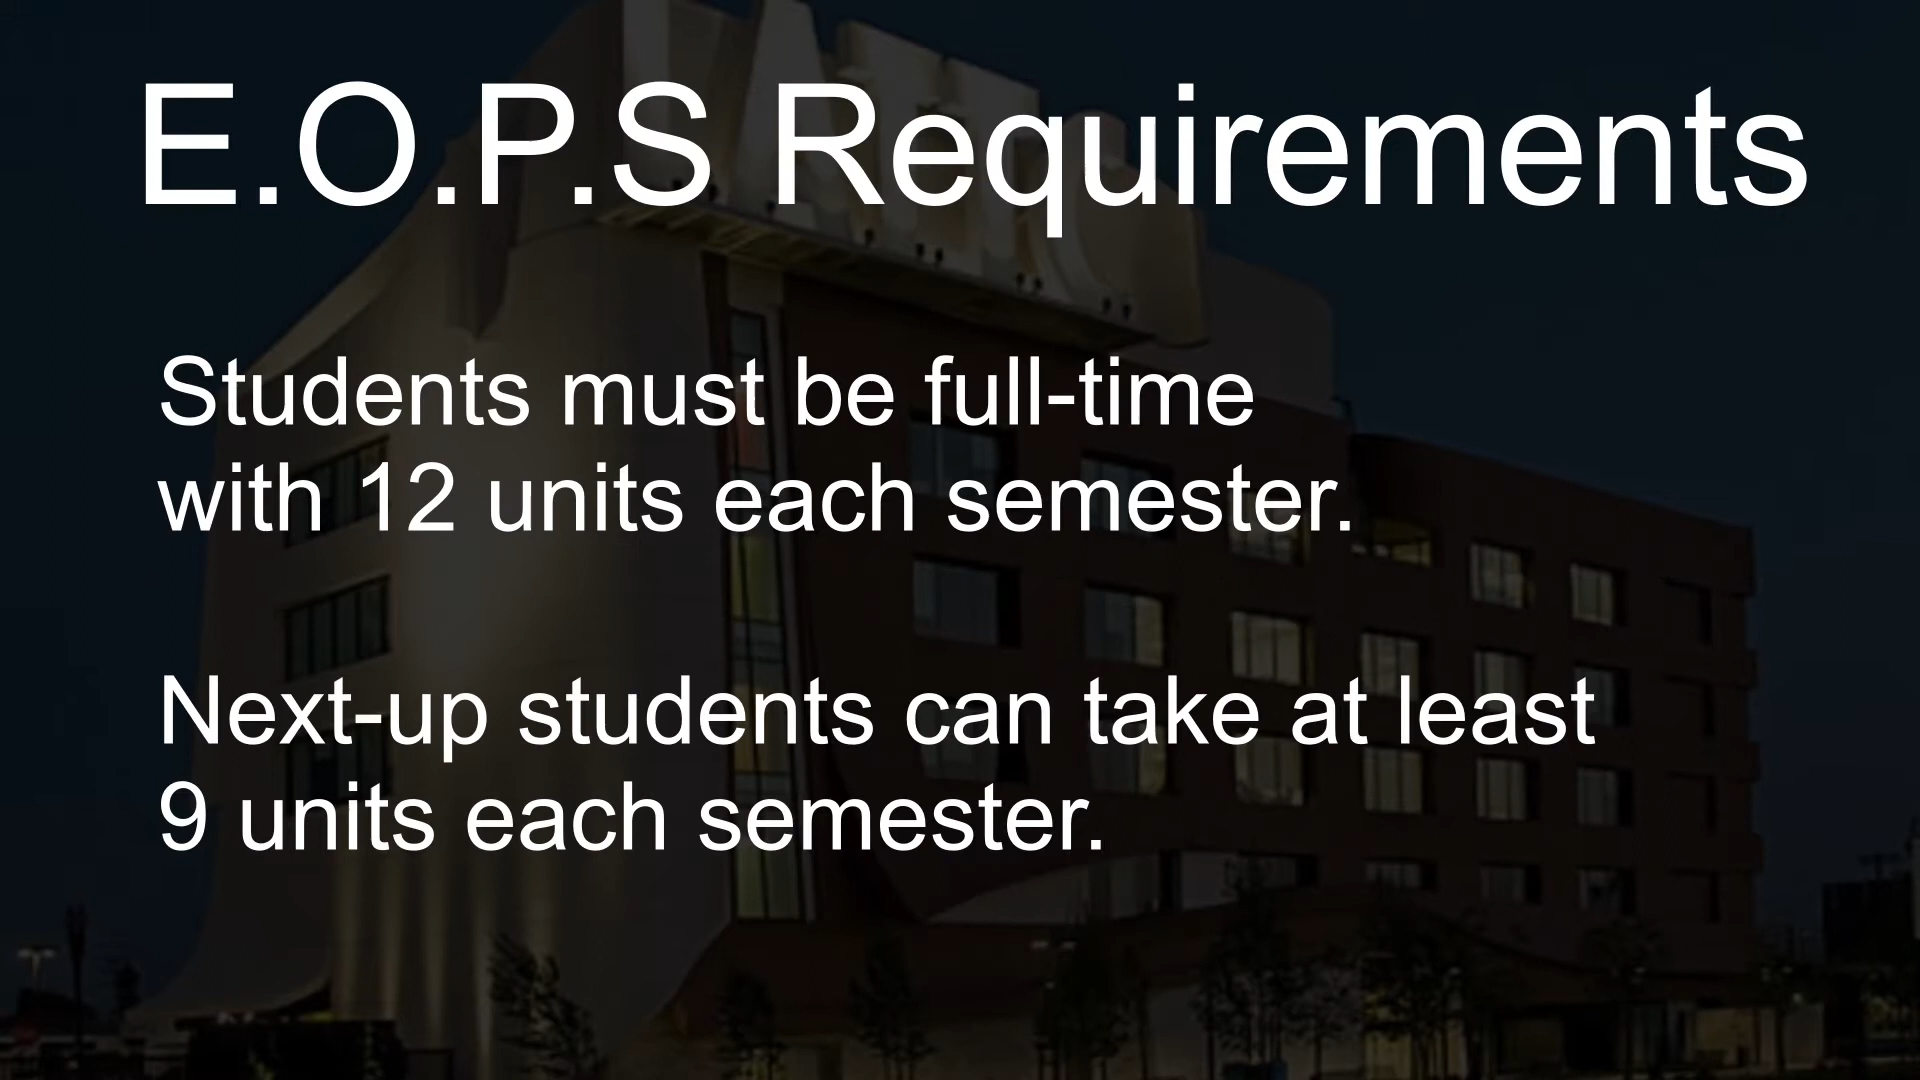 LATTC
E.O.P.S Requirements
Students must be full-time
with 12 units each semester.
Next-up students can take at least
9 units each semester.